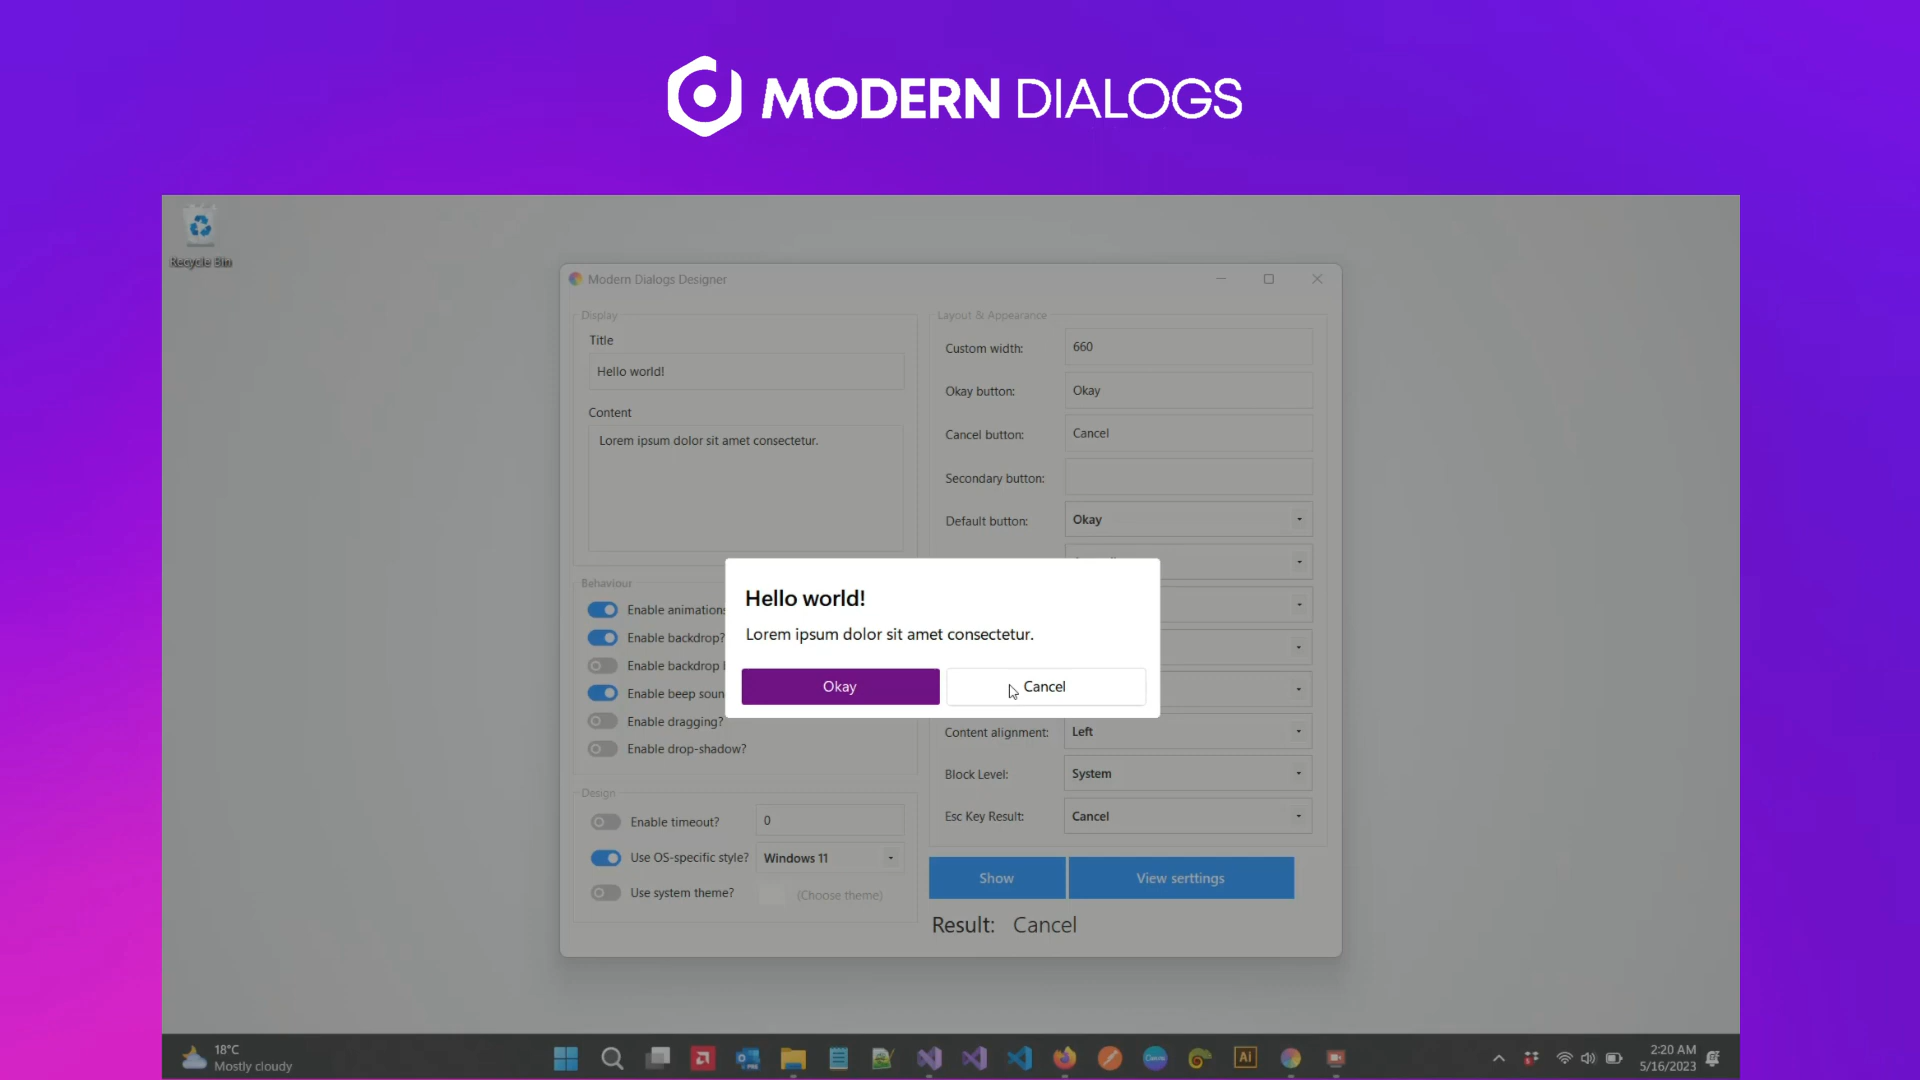 MODERN DIALOGS
Recycle Bin
Modern Dialogs Designer
Display
Title
Hello world!
Content
Lorem ipsum dolor sit amet consectetur.
Behaviour
Enable animations
Enable backdrop?
Enable backdrop
Enable beep soun
Enable dragging?
Enable drop-shadow?
Design
Enable timeout? 0
Use OS-specific style? Windows 11
Use system theme? (Choose theme)
Layout & Appearance
Custom width: 660
Okay button: Okay
Cancel button: Cancel
Secondary button:
Default button: Okay
Content alignment: Left
Block Level: System
Esc Key Result: Cancel
Show View serttings
Result: Cancel
Hello world!
Lorem ipsum dolor sit amet consectetur.
Okay Cancel
18°C
Mostly cloudy
Ai
2:20 AM
5/16/2023